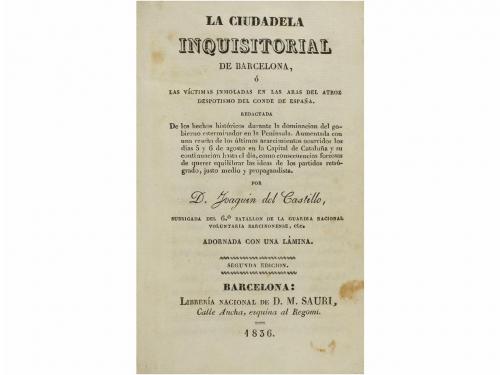 LA CIUDADELA
INQUISITORIAL
DE BARCELONA,
ó
LAS VÍCTIMAS INMOLADAS EN LAS ARAS DEL ATROZ
DESPOTISMO DEL CONDE DE ESPAÑA.
REDACTADA
De los hechos históricos durante la dominacion del go-
bierno esterminador en la Península. Aumentada con
una reseña de los últimos acaecimientos ocurridos los
dias 5 y 6 de agosto en la Capital de Cataluña y su
continuacion hasta el dia, como consecuencias forzosas
de querer equilibrar las ideas de los partidos retró-
grado, justo medio y propagandista.
POR
D. Joaquin del Castillo,
SUBRIGADA DEL 6.º BATALLON DE LA GUARDIA NACIONAL
VOLUNTARIA BARCINONENSE, etc.
ADORNADA CON UNA LÁMINA.
SEGUNDA EDICION.
BARCELONA:
LIBRERÍA NACIONAL DE D. M. SAURI,
Calle Ancha, esquina al Regomí.
1836.